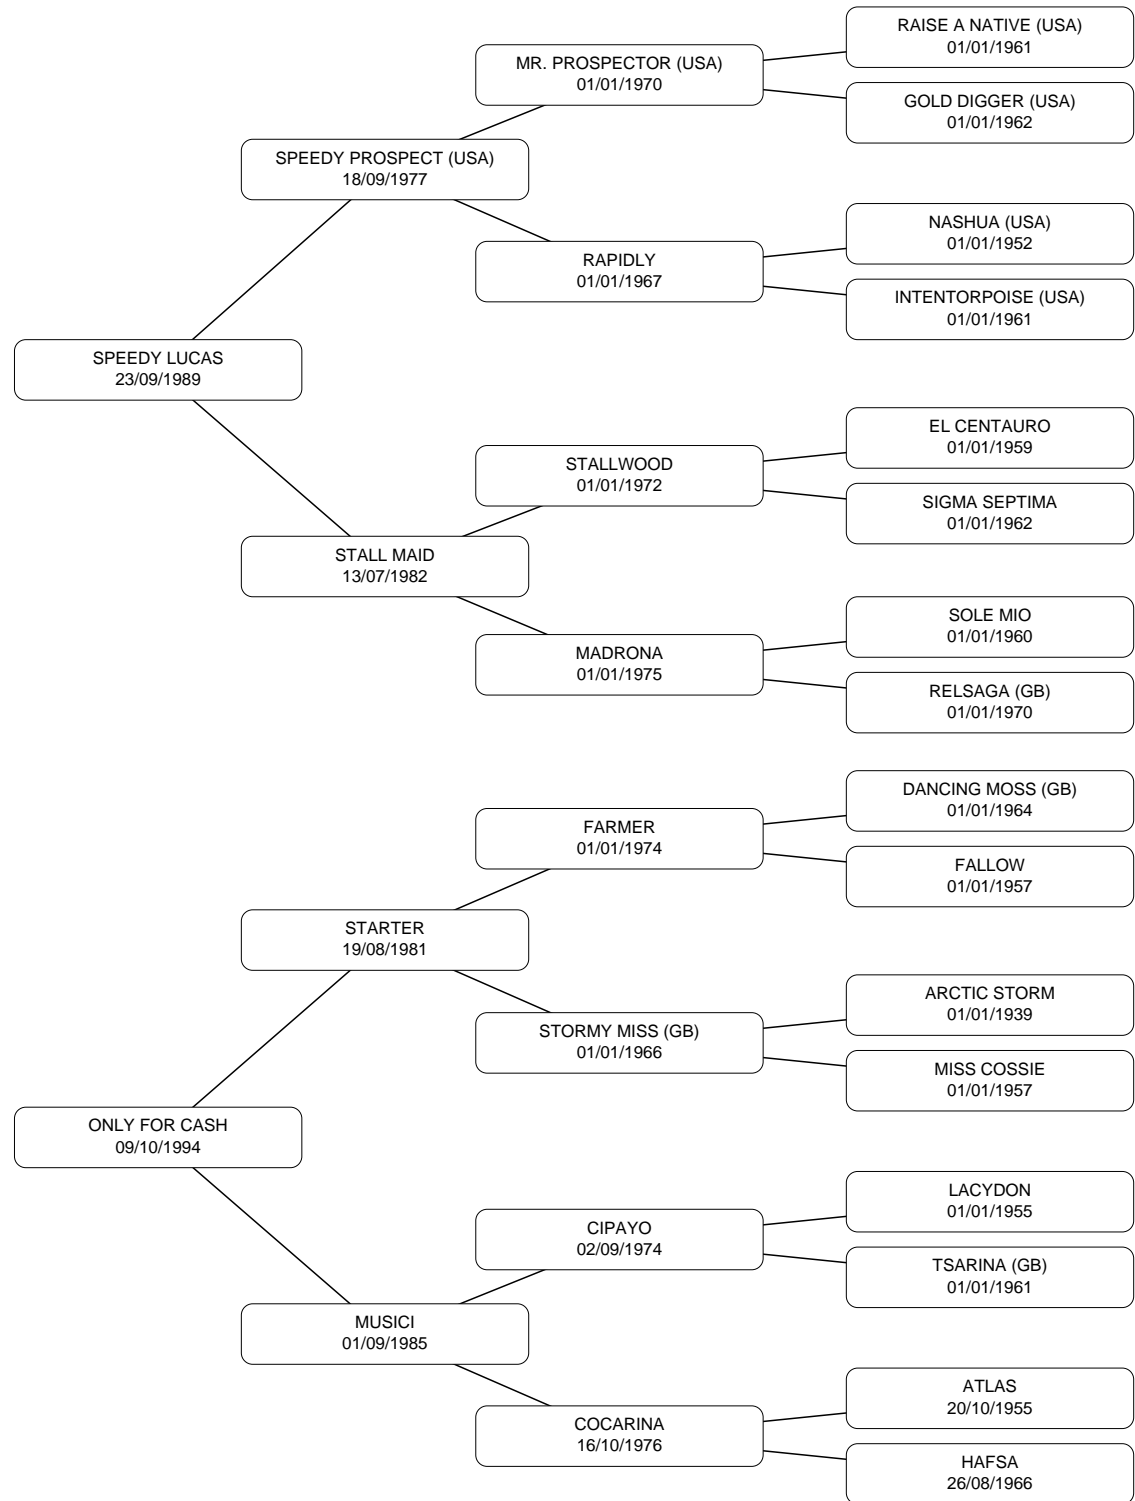 RAISE A NATIVE (USA)
01/01/1961
MR. PROSPECTOR (USA)
01/01/1970
GOLD DIGGER (USA)
01/01/1962
SPEEDY PROSPECT (USA)
18/09/1977
NASHUA (USA)
01/01/1952
RAPIDLY
01/01/1967
INTENTORPOISE (USA)
01/01/1961
SPEEDY LUCAS
23/09/1989
EL CENTAURO
01/01/1959
STALLWOOD
01/01/1972
SIGMA SEPTIMA
01/01/1962
STALL MAID
13/07/1982
SOLE MIO
01/01/1960
MADRONA
01/01/1975
RELSAGA (GB)
01/01/1970
DANCING MOSS (GB)
01/01/1964
FARMER
01/01/1974
FALLOW
01/01/1957
STARTER
19/08/1981
ARCTIC STORM
01/01/1939
STORMY MISS (GB)
01/01/1966
MISS COSSIE
01/01/1957
ONLY FOR CASH
09/10/1994
LACYDON
01/01/1955
CIPAYO
02/09/1974
TSARINA (GB)
01/01/1961
MUSICI
01/09/1985
ATLAS
20/10/1955
COCARINA
16/10/1976
HAFSA
26/08/1966